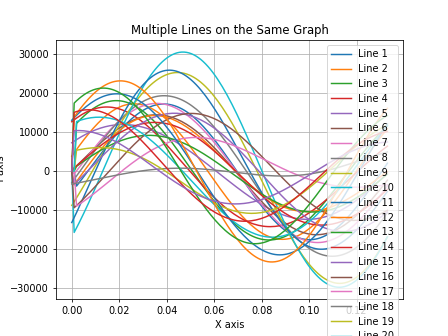 Multiple Lines on the Same Graph
30000
20000
10000
0
−10000
−20000
−30000
0.00
0.02
0.04
0.06
0.08
0.10
X axis
axis
Line 1
Line 2
Line 3
Line 4
Line 5
Line 6
Line 7
Line 8
Line 9
Line 10
Line 11
Line 12
Line 13
Line 14
Line 15
Line 16
Line 17
Line 18
Line 19
Line 20